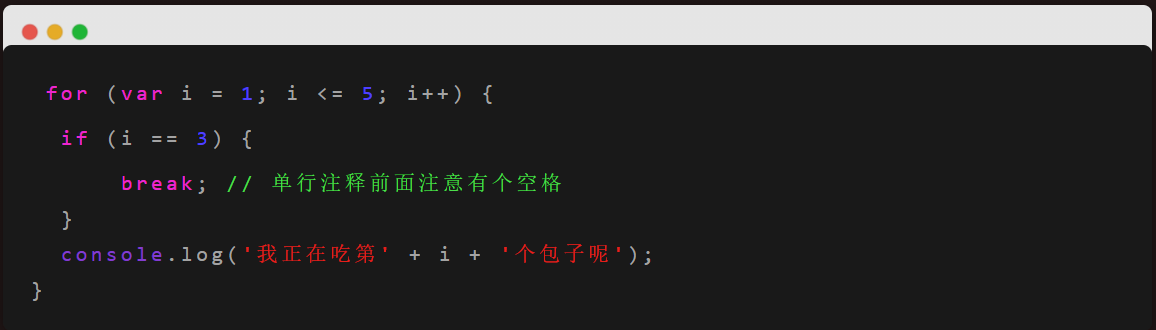 for (var i = 1; i <= 5; i++) {
if (i == 3) {
break; // 单行注释前面注意有个空格
}
console.log('我正在吃第' + i + '个包子呢');
}